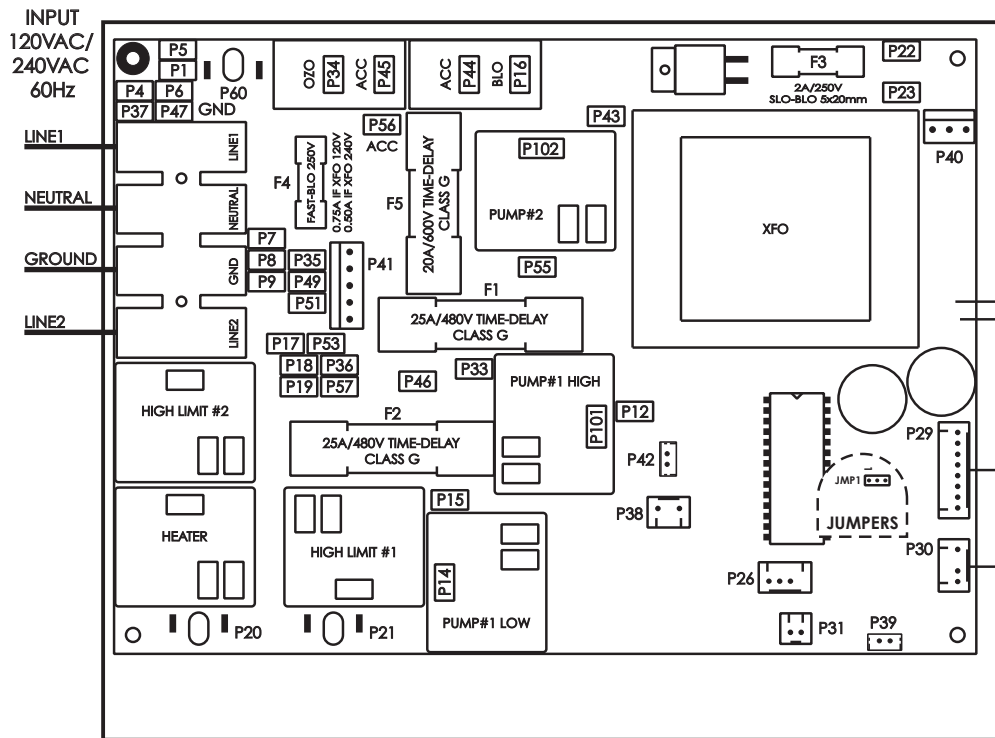 INPUT
120VAC/
240VAC
60Hz
P5
P1
P4
P6
P37
P47
GND
P60
OZO
P34
ACC
P45
ACC
P44
BLO
P16
F3
2A/250V
SLO-BLO 5x20mm
P22
P23
P43
P40
LINE1
LINE1
NEUTRAL
NEUTRAL
GROUND
GND
LINE2
LINE2
P56
ACC
F4
FAST-BLO 250V
0.75A IF XFO 120V
0.50A IF XFO 240V
F5
20A/600V TIME-DELAY
CLASS G
P102
PUMP#2
P55
XFO
P7
P8
P9
P35
P49
P51
P41
F1
25A/480V TIME-DELAY
CLASS G
P17
P53
P18
P36
P19
P57
P46
P33
PUMP#1 HIGH
P101
P12
HIGH LIMIT #2
F2
25A/480V TIME-DELAY
CLASS G
P42
P29
JMP1
JUMPERS
P15
P38
P30
HEATER
HIGH LIMIT #1
P14
PUMP#1 LOW
P26
P31
P39
P20
P21